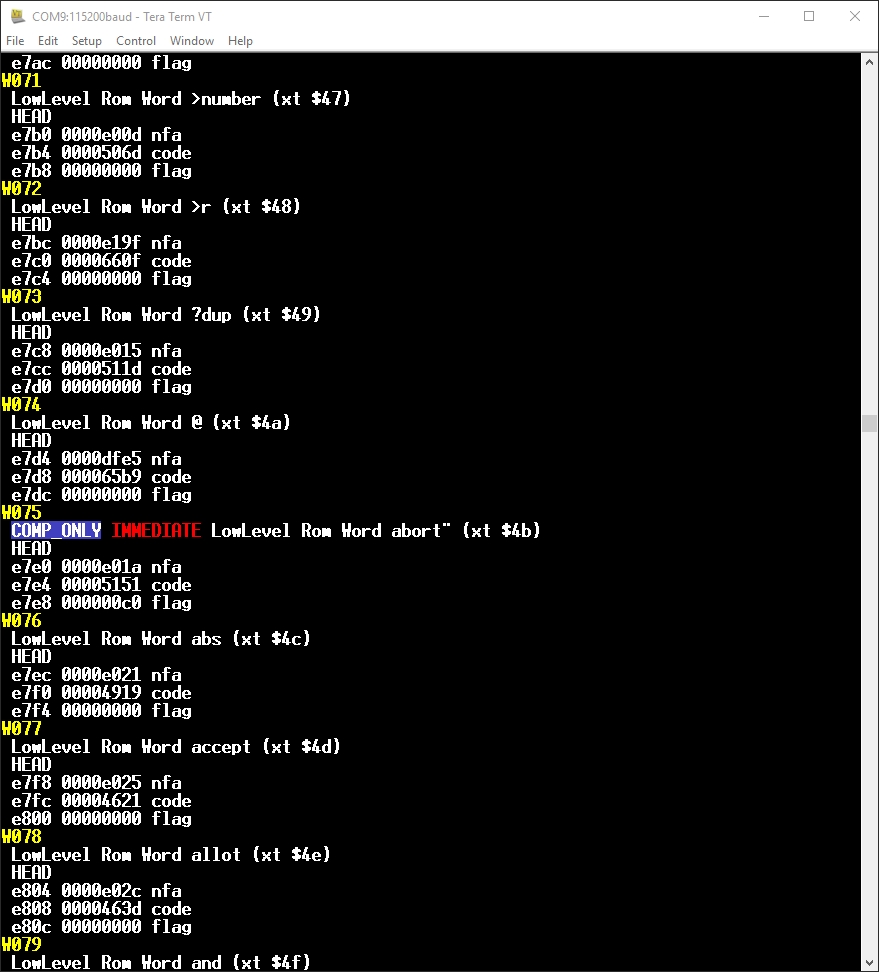 COM9:115200baud - Tera Term VT
File Edit Setup Control Window Help
e7ac 00000000 flag
W071
LowLevel Rom Word >number (xt $47)
HEAD
e7b0 0000e00d nfa
e7b4 0000506d code
e7b8 00000000 flag
W072
LowLevel Rom Word >r (xt $48)
HEAD
e7bc 0000e19f nfa
e7c0 0000660f code
e7c4 00000000 flag
W073
LowLevel Rom Word ?dup (xt $49)
HEAD
e7c8 0000e015 nfa
e7cc 0000511d code
e7d0 00000000 flag
W074
LowLevel Rom Word @ (xt $4a)
HEAD
e7d4 0000dfe5 nfa
e7d8 000065b9 code
e7dc 00000000 flag
W075
COMP_ONLY IMMEDIATE LowLevel Rom Word abort" (xt $4b)
HEAD
e7e0 0000e01a nfa
e7e4 00005151 code
e7e8 000000c0 flag
W076
LowLevel Rom Word abs (xt $4c)
HEAD
e7ec 0000e021 nfa
e7f0 00004919 code
e7f4 00000000 flag
W077
LowLevel Rom Word accept (xt $4d)
HEAD
e7f8 0000e025 nfa
e7fc 00004621 code
e800 00000000 flag
W078
LowLevel Rom Word allot (xt $4e)
HEAD
e804 0000e02c nfa
e808 0000463d code
e80c 00000000 flag
W079
LowLevel Rom Word and (xt $4f)